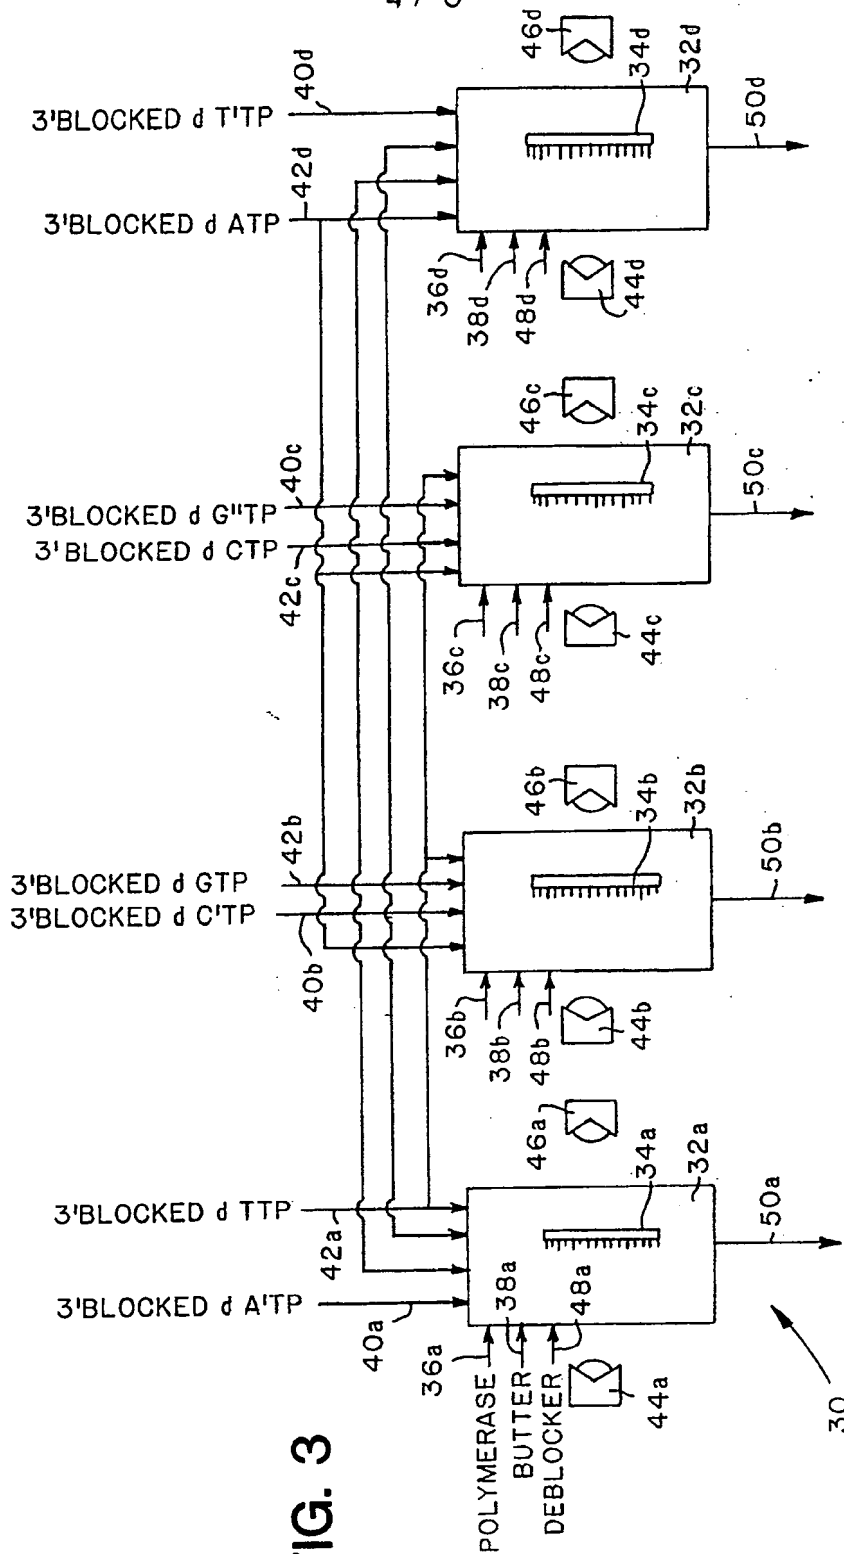 3'BLOCKED d T'TP
40d
3'BLOCKED d ATP
42d
46d
34d
32d
50d
36d
38d
48d
44d
3'BLOCKED d G"TP
40c
3'BLOCKED d CTP
42c
46c
34c
32c
50c
36c
38c
48c
44c
3'BLOCKED d GTP
42b
3'BLOCKED d C'TP
40b
46b
34b
32b
50b
36b
38b
48b
44b
3'BLOCKED d TTP
42a
3'BLOCKED d A'TP
40a
46a
34a
32a
50a
36a
38a
48a
44a
POLYMERASE
BUTTER
DEBLOCKER
30
FIG. 3